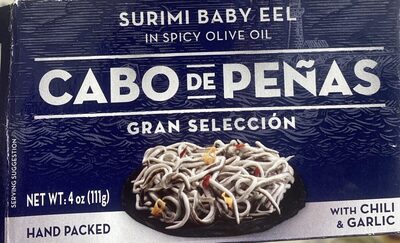 SURIMI BABY EEL
IN SPICY OLIVE OIL
CABO DE PEÑAS
GRAN SELECCIÓN
SERVING SUGGESTION
NET WT: 4 oz (111g)
HAND PACKED
WITH CHILI
& GARLIC